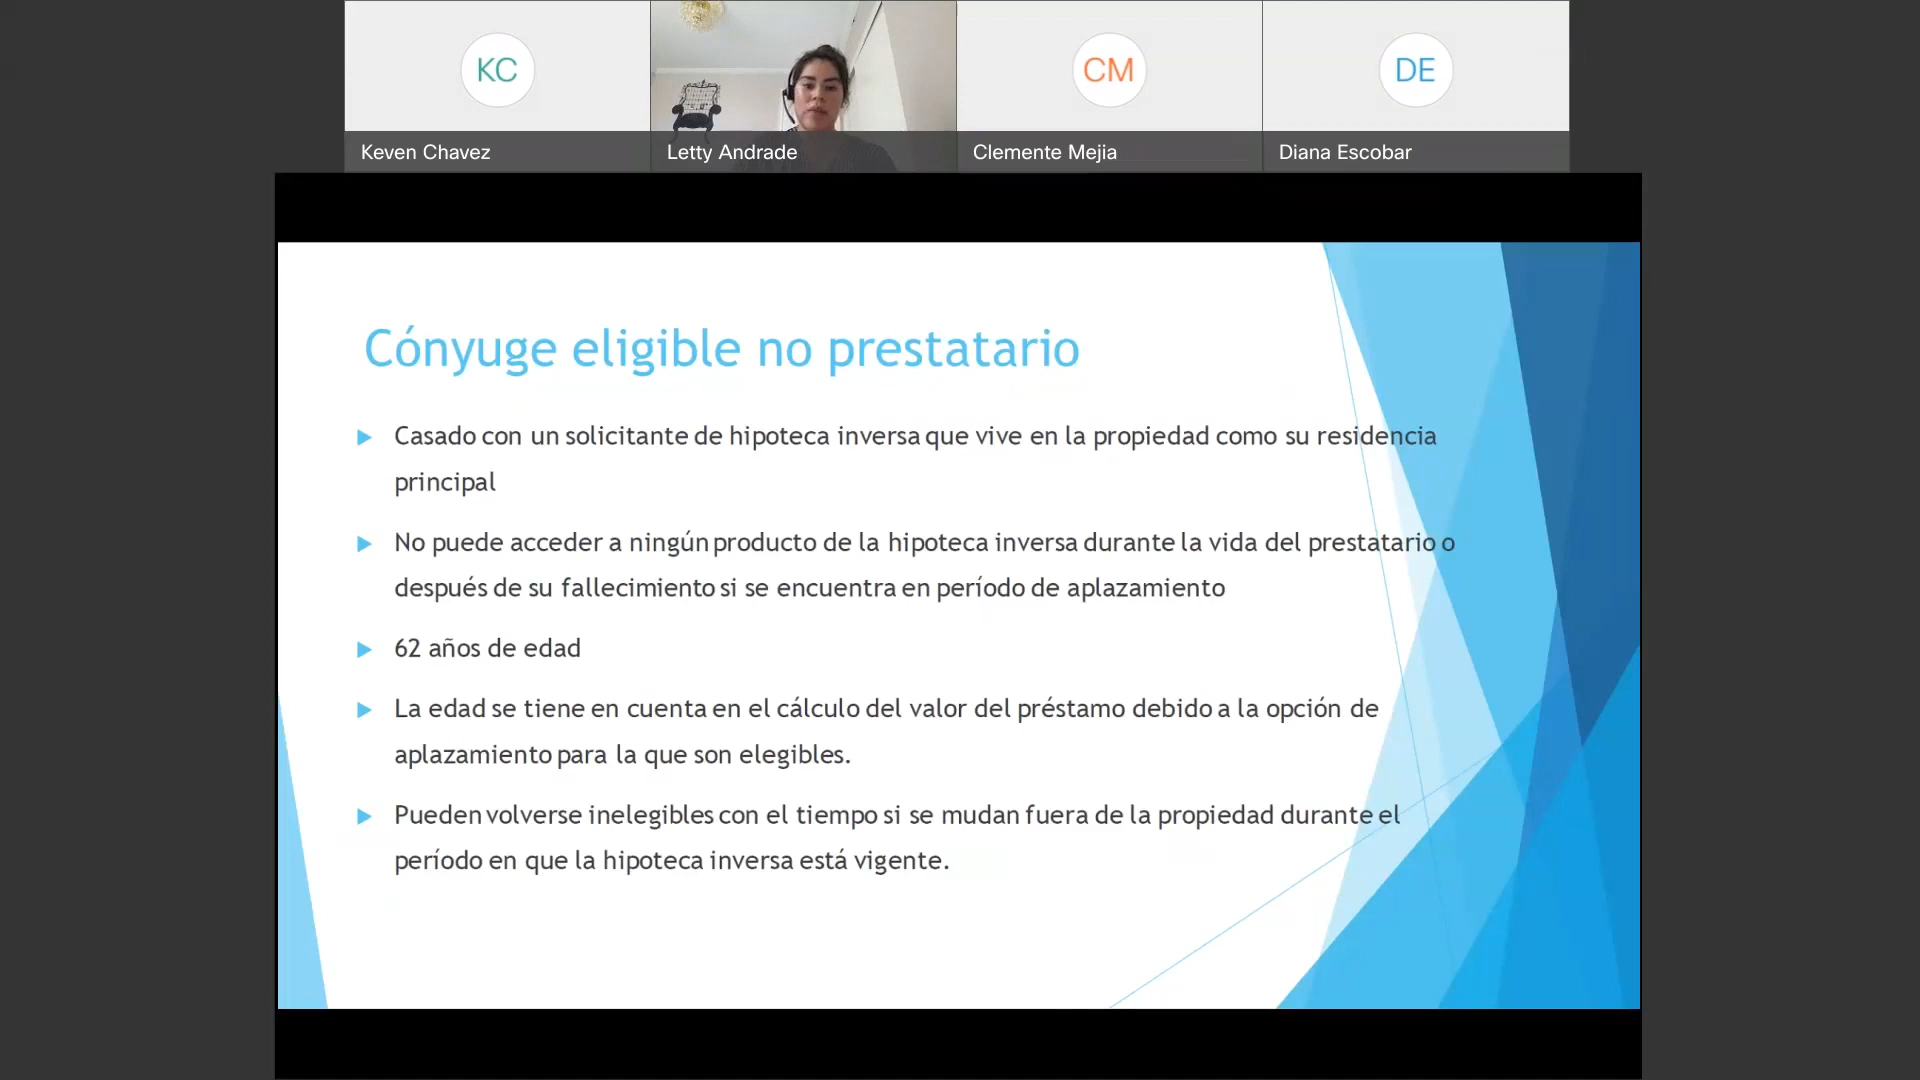 KC
CM
DE
Keven Chavez
Letty Andrade
Clemente Mejia
Diana Escobar
Cónyuge eligible no prestatario
Casado con un solicitante de hipoteca inversa que vive en la propiedad como su residencia
principal
No puede acceder a ningún producto de la hipoteca inversa durante la vida del prestatario o
después de su fallecimiento si se encuentra en período de aplazamiento
62 años de edad
La edad se tiene en cuenta en el cálculo del valor del préstamo debido a la opción de
aplazamiento para la que son elegibles.
Pueden volverse inelegibles con el tiempo si se mudan fuera de la propiedad durante el
período en que la hipoteca inversa está vigente.